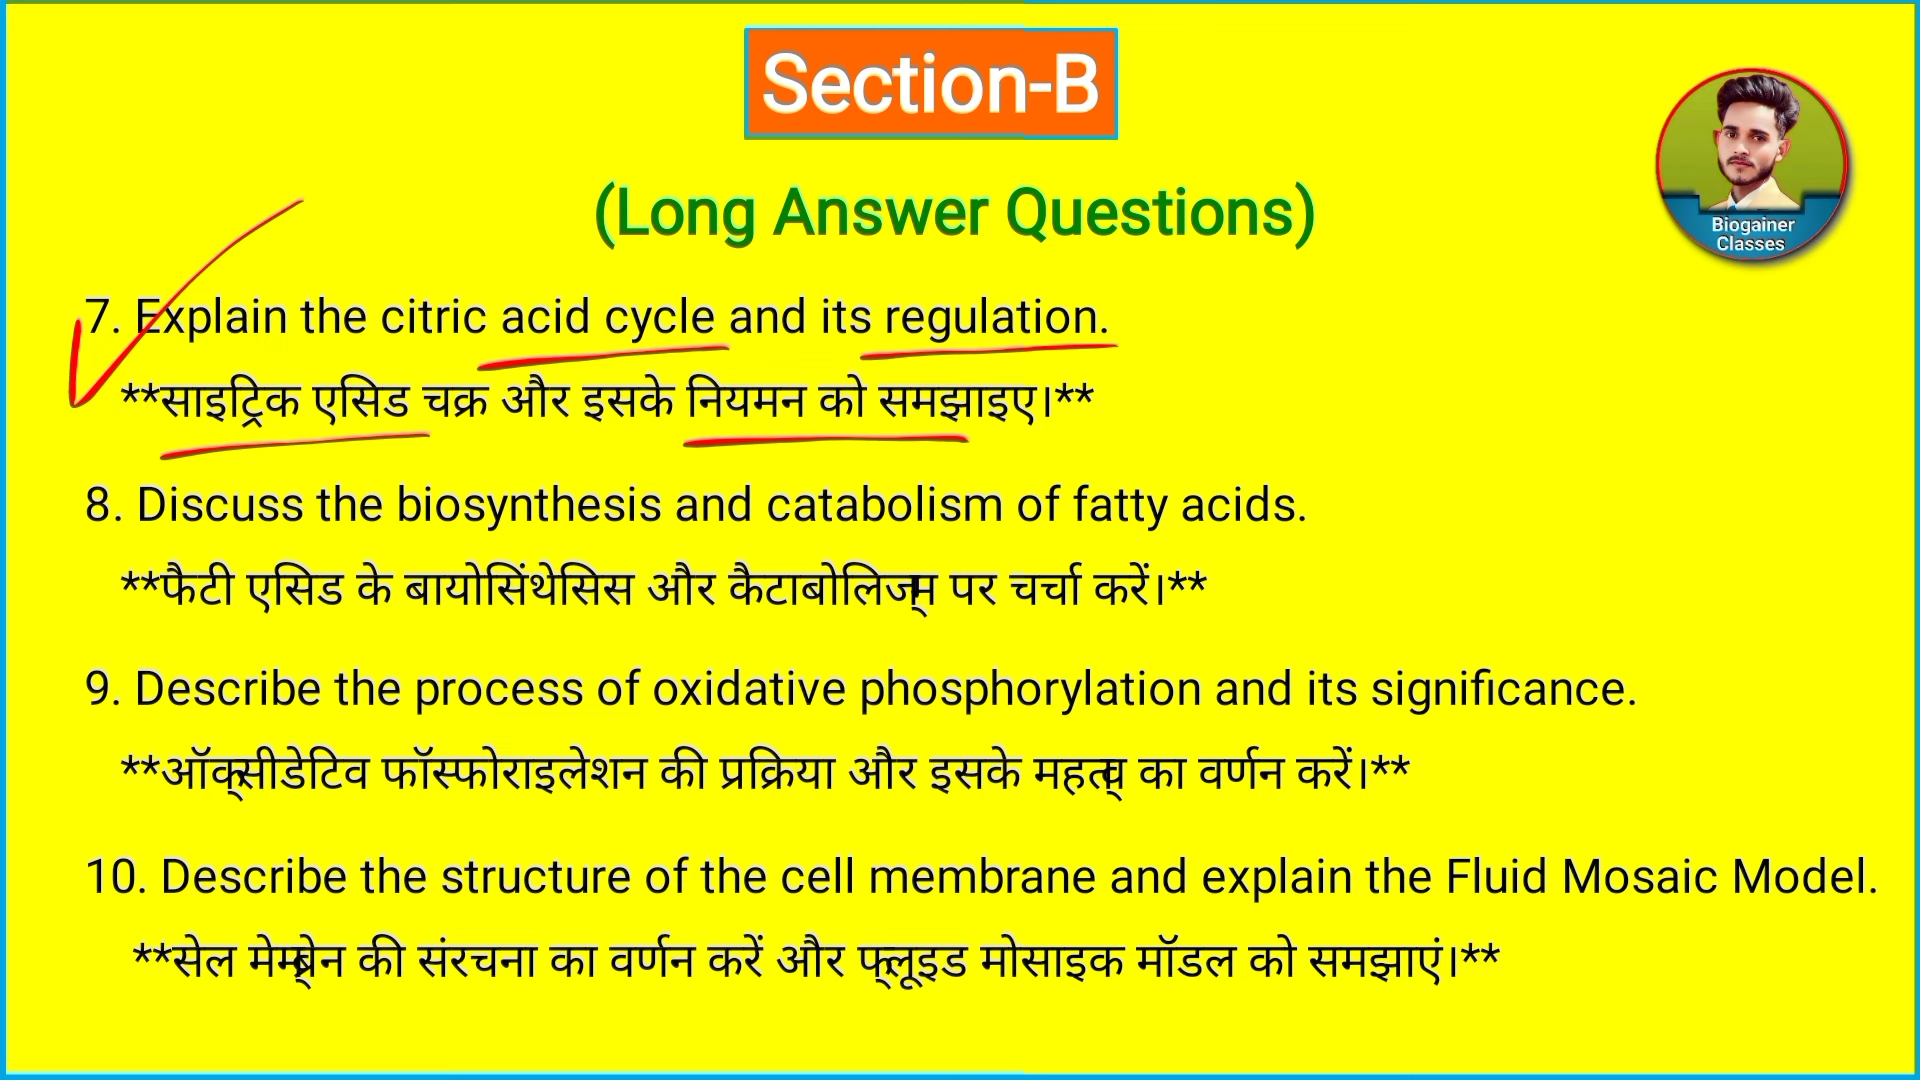 Section-B
(Long Answer Questions)
Biogainer
Classes
7. Explain the citric acid cycle and its regulation.
**साइट्रिक एसिड चक्र और इसके नियमन को समझाइए।**
8. Discuss the biosynthesis and catabolism of fatty acids.
**फैटी एसिड के बायोसिंथेसिस और कैटाबोलिज्म पर चर्चा करें।**
9. Describe the process of oxidative phosphorylation and its significance.
**ऑक्सीडेटिव फॉस्फोराइलेशन की प्रक्रिया और इसके महत्व का वर्णन करें।**
10. Describe the structure of the cell membrane and explain the Fluid Mosaic Model.
**सेल मेम्ब्रेन की संरचना का वर्णन करें और फ्लूइड मोसाइक मॉडल को समझाएं।**